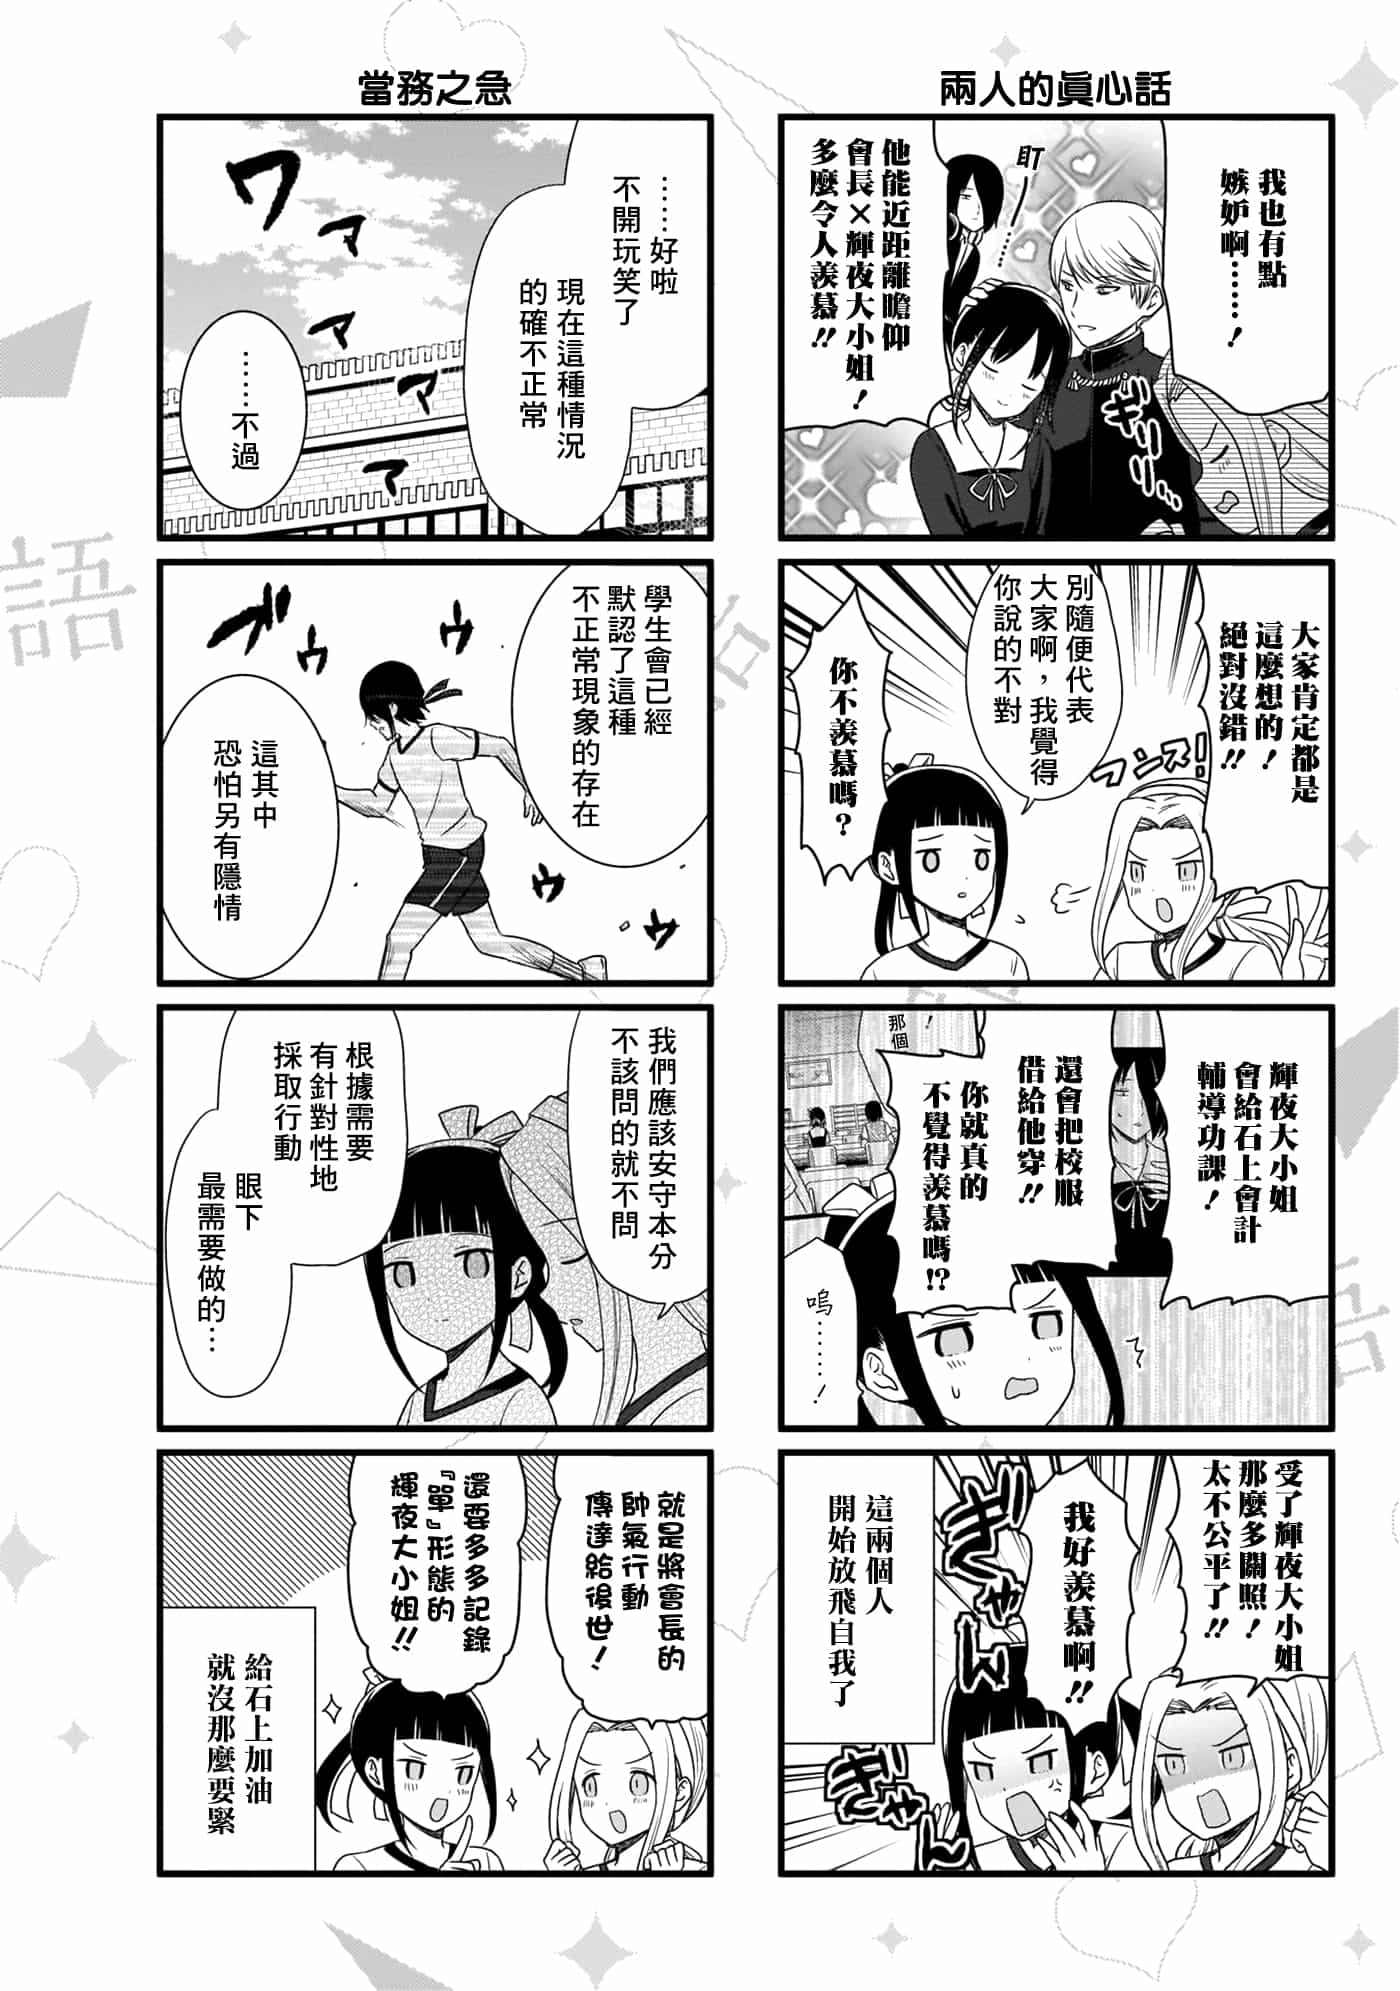 兩人的眞心話
我也有點
嫉妒啊……！
盯——……
他能近距離瞻仰
會長×輝夜大小姐！
多麼令人羨慕!!
ギリリ…
大家肯定都是
這麼想的！
絕對沒錯!!
フンス！
別隨便代表
大家啊，我覺得
你說的不對
你不羨慕嗎？
輝夜大小姐
會給石上會計
輔導功課！
還會把校服
借給他穿!!
你就真的
不覺得羨慕嗎!?
那個！
嗚……！
受了輝夜大小姐
那麼多關照！
太不公平了!!
我好羨慕啊!!
ぎゃんぎゃん
這兩個人
開始放飛自我了
當務之急
……好啦
不開玩笑了
現在這種情況
的確不正常
……不過
ワァァァァ
學生會已經
默認了這種
不正常現象的存在
這其中
恐怕另有隱情
ダッ
ウ
ウ
ウ
我們應該安守本分
不該問的就不問
根據需要
有針對性地
採取行動
眼下
最需要做的…
就是將會長的
帥氣行動
傳達給後世！
還要多多記錄
『單』形態的
輝夜大小姐!!
給石上加油
就沒那麼要緊
語